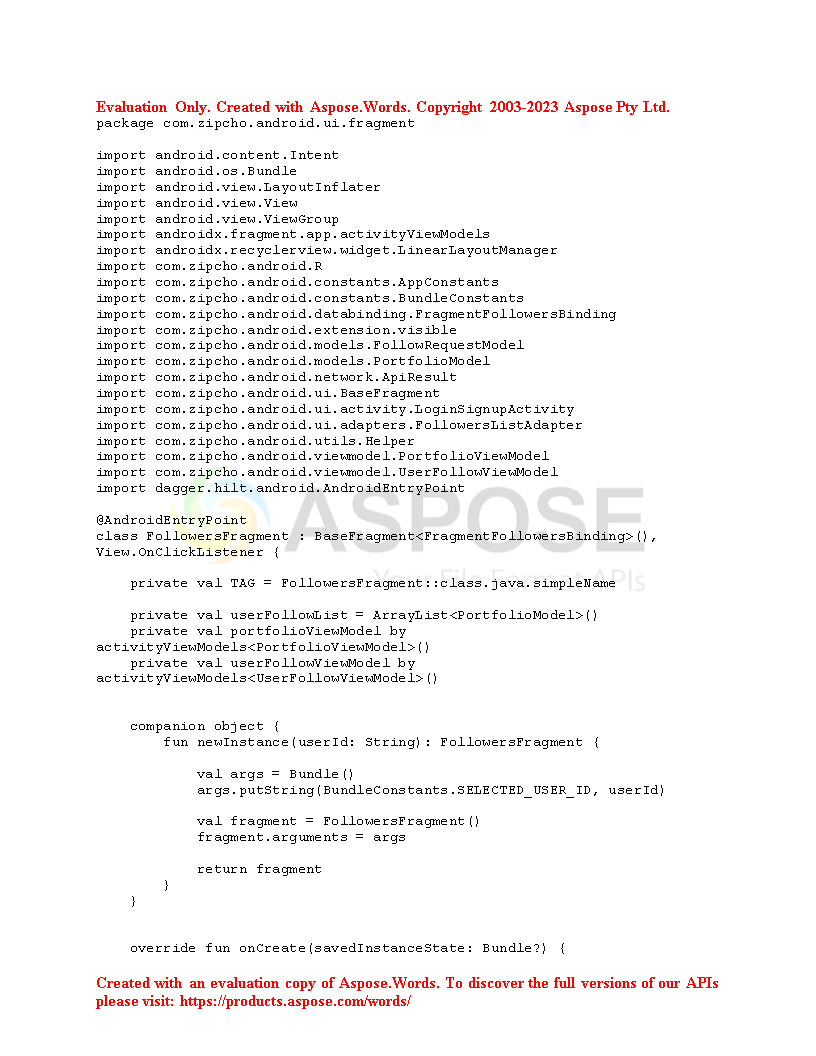 Evaluation Only. Created with Aspose.Words. Copyright 2003-2023 Aspose Pty Ltd.
package com.zipcho.android.ui.fragment
import android.content.Intent
import android.os.Bundle
import android.view.LayoutInflater
import android.view.View
import android.view.ViewGroup
import androidx.fragment.app.activityViewModels
import androidx.recyclerview.widget.LinearLayoutManager
import com.zipcho.android.R
import com.zipcho.android.constants.AppConstants
import com.zipcho.android.constants.BundleConstants
import com.zipcho.android.databinding.FragmentFollowersBinding
import com.zipcho.android.extension.visible
import com.zipcho.android.models.FollowRequestModel
import com.zipcho.android.models.PortfolioModel
import com.zipcho.android.network.ApiResult
import com.zipcho.android.ui.BaseFragment
import com.zipcho.android.ui.activity.LoginSignupActivity
import com.zipcho.android.ui.adapters.FollowersListAdapter
import com.zipcho.android.utils.Helper
import com.zipcho.android.viewmodel.PortfolioViewModel
import com.zipcho.android.viewmodel.UserFollowViewModel
import dagger.hilt.android.AndroidEntryPoint
ASPOSE
@AndroidEntryPoint
class FollowersFragment : BaseFragment<FragmentFollowersBinding>(),
View.OnClickListener {
Your File Format APIs
private val TAG = FollowersFragment::class.java.simpleName
private val userFollowList = ArrayList<PortfolioModel>()
private val portfolioViewModel by
activityViewModels<PortfolioViewModel>()
private val userFollowViewModel by
activityViewModels<UserFollowViewModel>()
companion object {
fun newInstance(userId: String): FollowersFragment {
val args = Bundle()
args.putString(BundleConstants.SELECTED_USER_ID, userId)
val fragment = FollowersFragment()
fragment.arguments = args
return fragment
}
}
override fun onCreate(savedInstanceState: Bundle?) {
Created with an evaluation copy of Aspose.Words. To discover the full versions of our APIs
please visit: https://products.aspose.com/words/